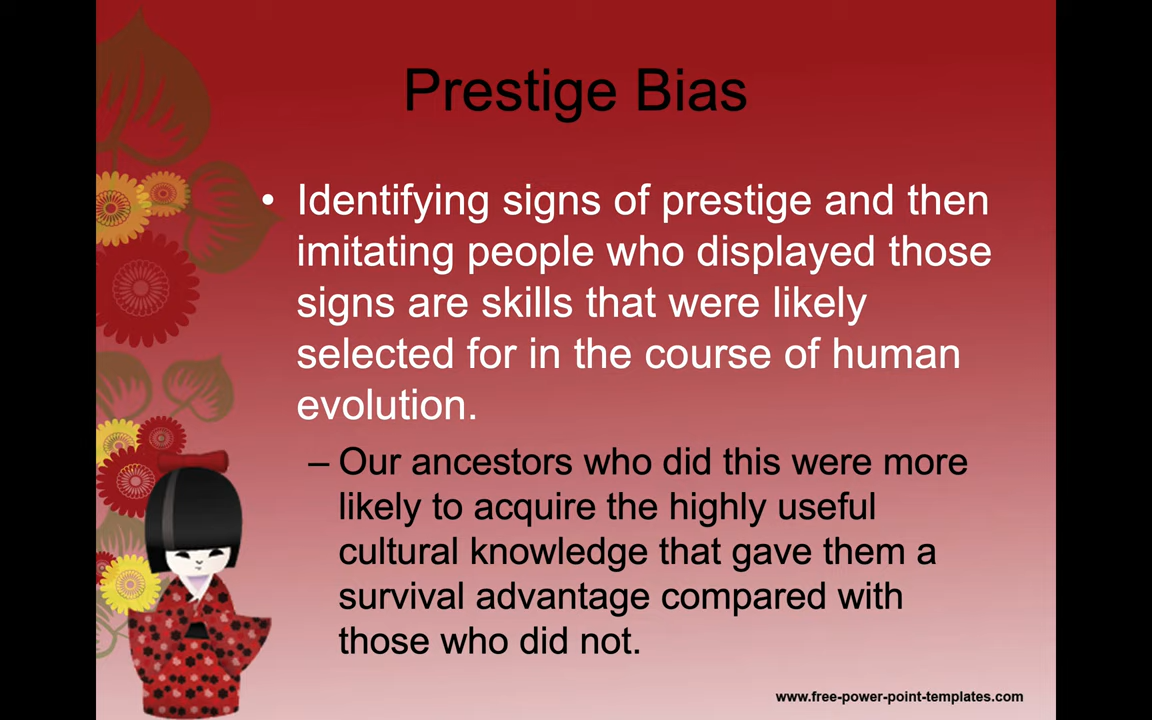 Prestige Bias
• Identifying signs of prestige and then
imitating people who displayed those
signs are skills that were likely
selected for in the course of human
evolution.
– Our ancestors who did this were more
likely to acquire the highly useful
cultural knowledge that gave them a
survival advantage compared with
those who did not.
www.free-power-point-templates.com